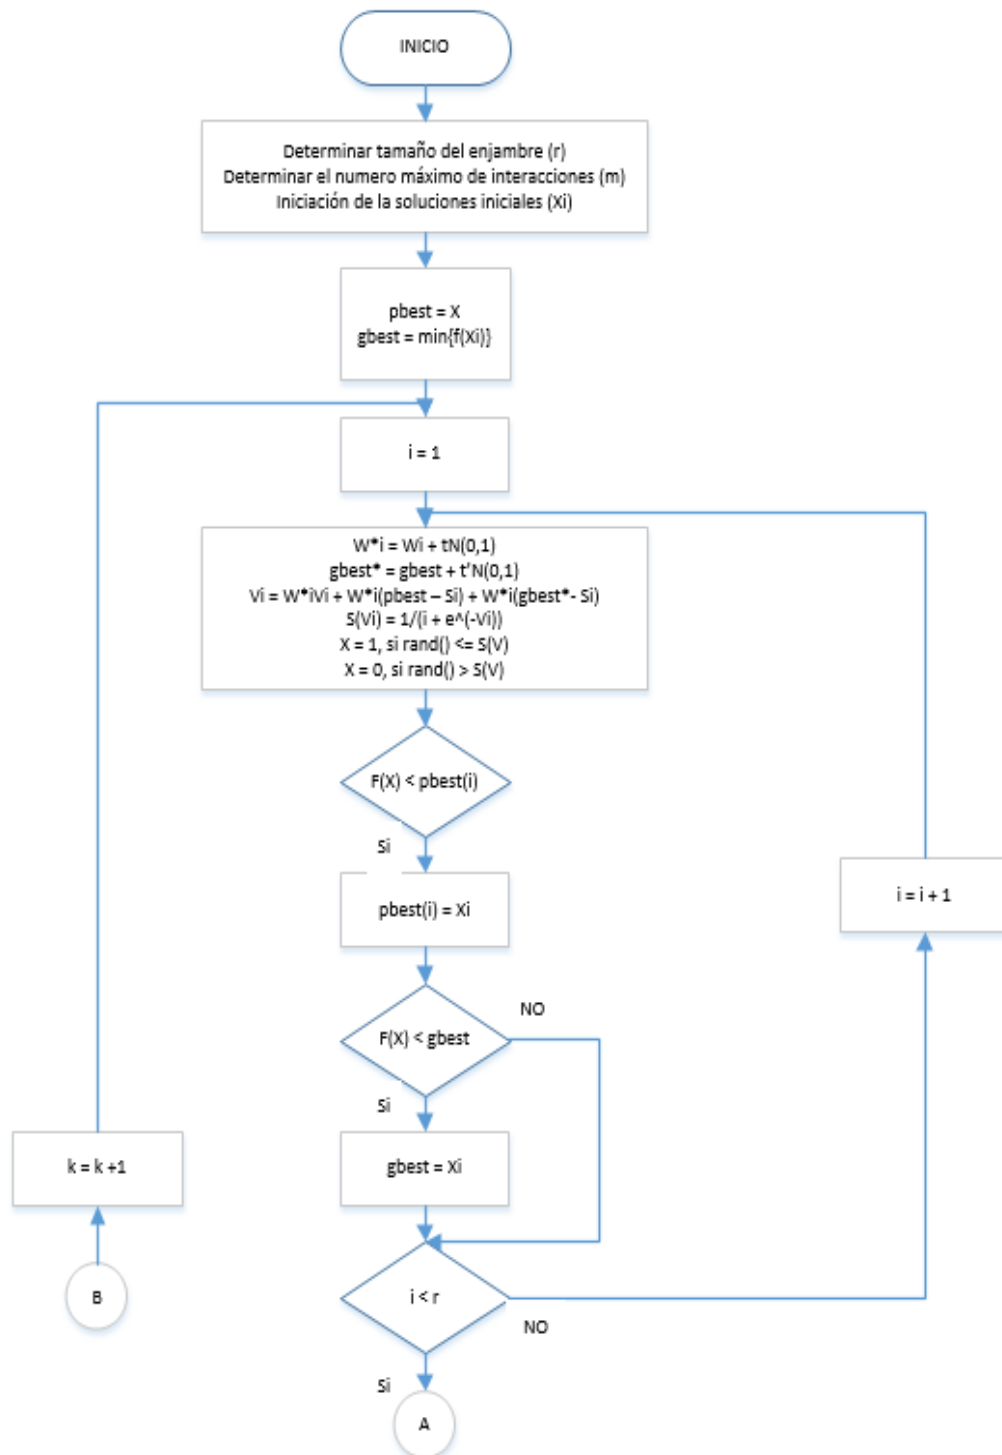 INICIO
Determinar tamaño del enjambre (r)
Determinar el numero máximo de interacciones (m)
Iniciación de la soluciones iniciales (Xi)
pbest = X
gbest = min{f(Xi)}
i = 1
W*i = Wi + tN(0,1)
gbest* = gbest + t'N(0,1)
Vi = W*iVi + W*i(pbest – Si) + W*i(gbest*- Si)
S(Vi) = 1/(i + e^(-Vi))
X = 1, si rand() <= S(V)
X = 0, si rand() > S(V)
F(X) < pbest(i)
Si
pbest(i) = Xi
i = i + 1
F(X) < gbest
NO
Si
gbest = Xi
k = k +1
B
i < r
NO
Si
A